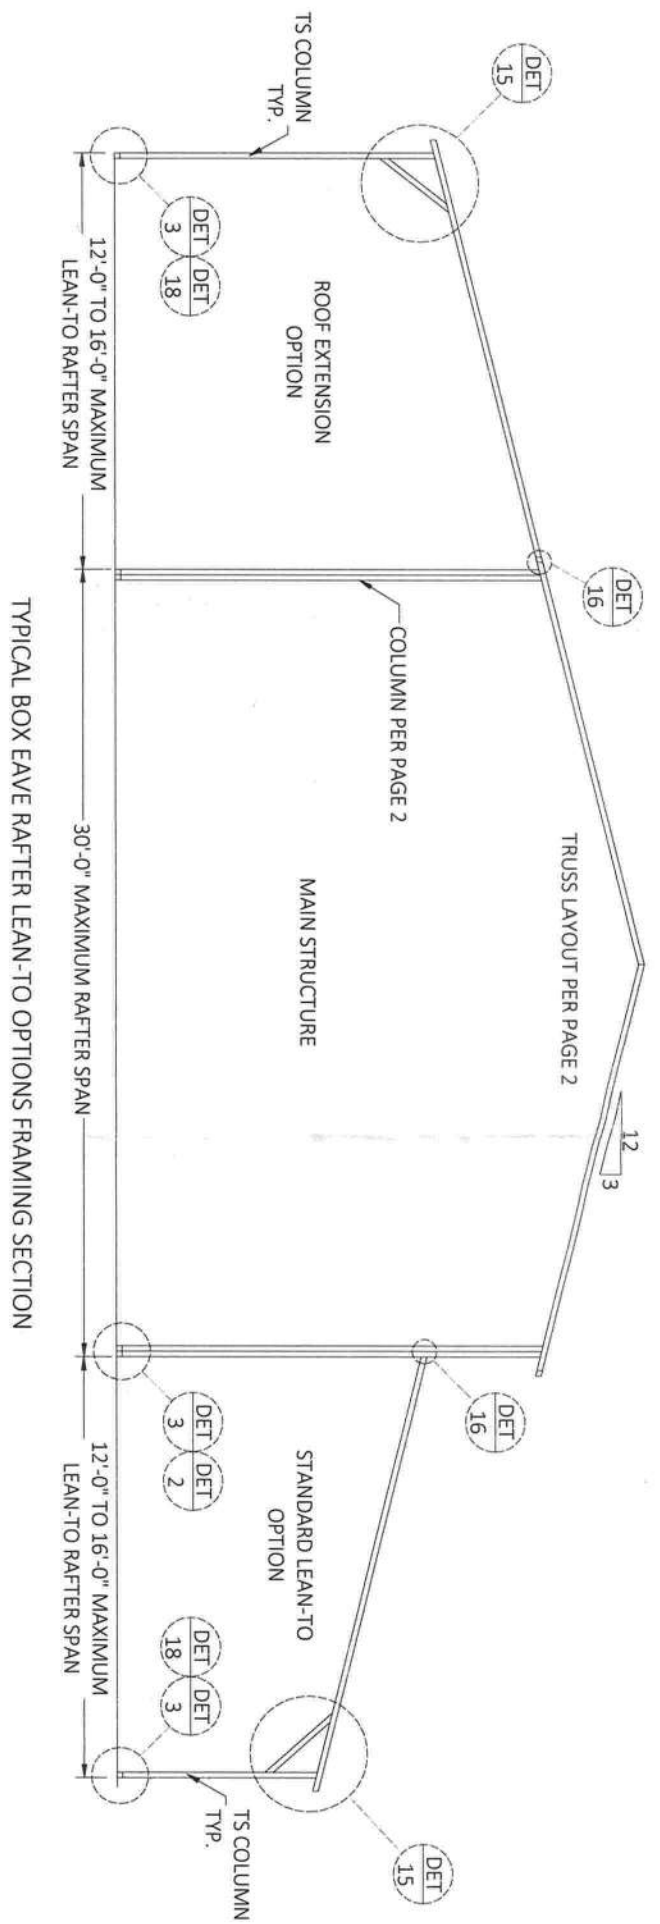 DET
15
TS COLUMN
TYP.
DET
3
DET
18
ROOF EXTENSION
OPTION
12'-0" TO 16'-0" MAXIMUM
LEAN-TO RAFTER SPAN
DET
16
COLUMN PER PAGE 2
TRUSS LAYOUT PER PAGE 2
MAIN STRUCTURE
30'-0" MAXIMUM RAFTER SPAN
12
3
DET
16
DET
3
DET
2
STANDARD LEAN-TO
OPTION
12'-0" TO 16'-0" MAXIMUM
LEAN-TO RAFTER SPAN
DET
18
DET
3
TS COLUMN
TYP.
DET
15
TYPICAL BOX EAVE RAFTER LEAN-TO OPTIONS FRAMING SECTION